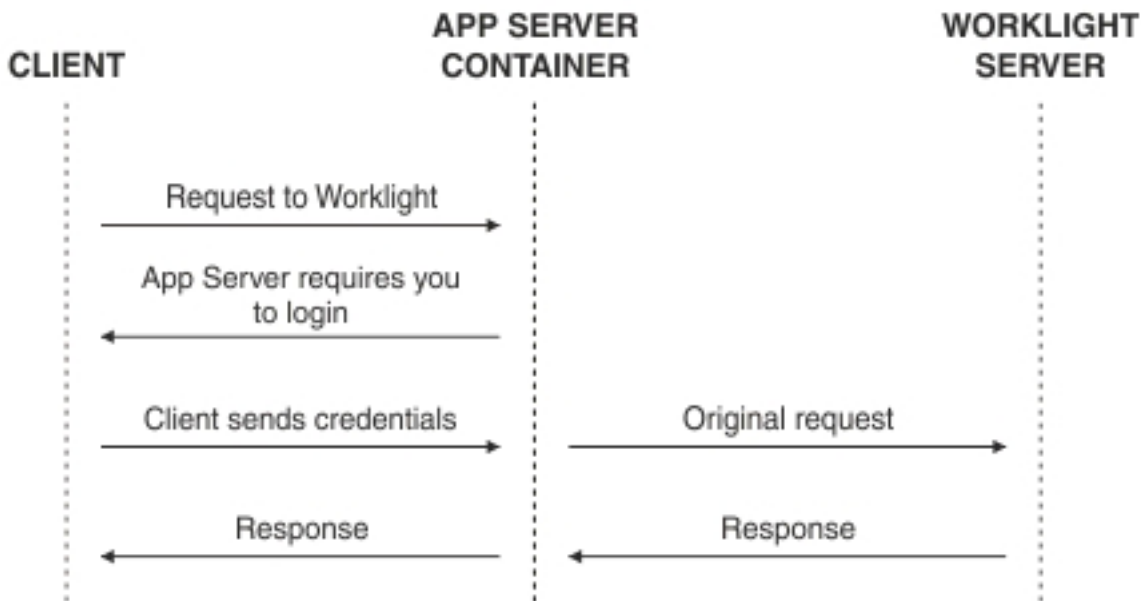 CLIENT
APP SERVER
CONTAINER
WORKLIGHT
SERVER
Request to Worklight
App Server requires you
to login
Client sends credentials
Original request
Response
Response